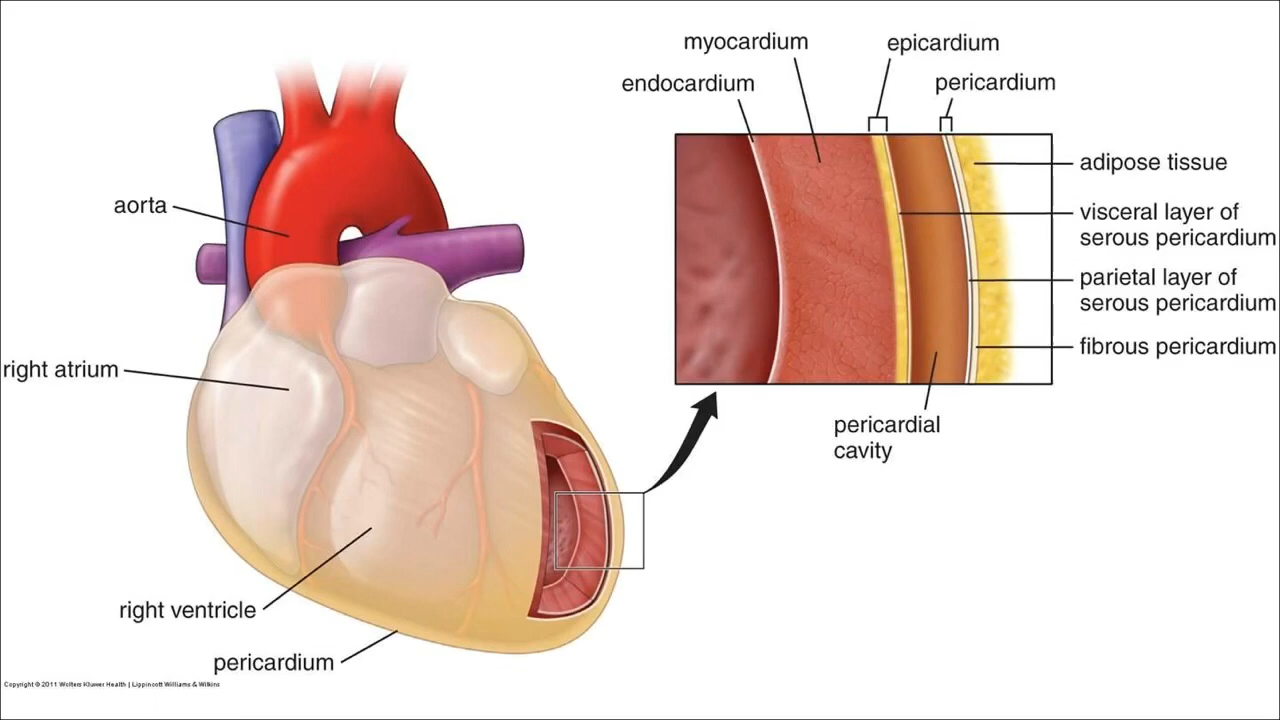 myocardium
epicardium
endocardium
pericardium
adipose tissue
aorta
visceral layer of
serous pericardium
parietal layer of
serous pericardium
fibrous pericardium
right atrium
pericardial
cavity
right ventricle
pericardium
Copyright © 2011 Wolters Kluwer Health | Lippincott Williams & Wilkins